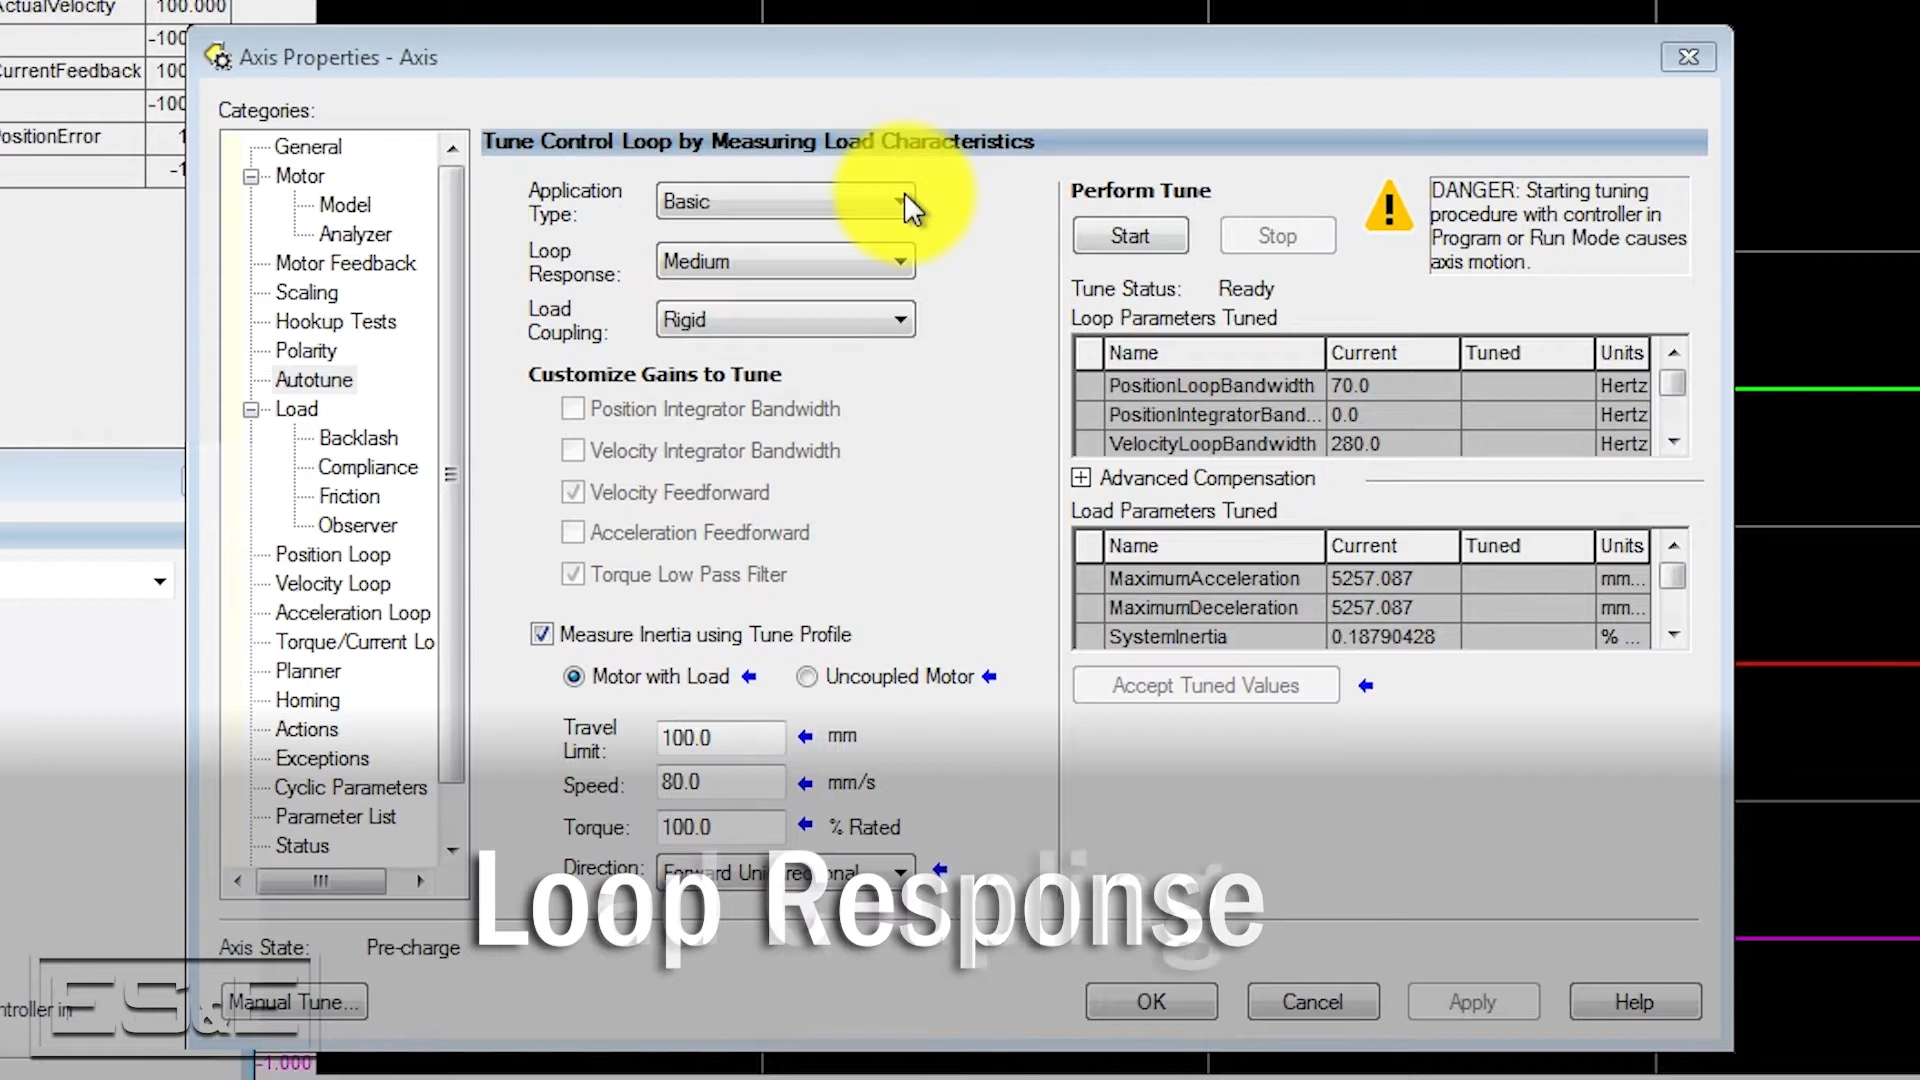 ActualVelocity 100.000
-100
CurrentFeedback 100
-100
PositionError 1
-1
Axis Properties - Axis
Categories:
General
Motor
Model
Analyzer
Motor Feedback
Scaling
Hookup Tests
Polarity
Autotune
Load
Backlash
Compliance
Friction
Observer
Position Loop
Velocity Loop
Acceleration Loop
Torque/Current Lo
Planner
Homing
Actions
Exceptions
Cyclic Parameters
Parameter List
Status
Tune Control Loop by Measuring Load Characteristics
Application Type: Basic
Loop Response: Medium
Load Coupling: Rigid
Customize Gains to Tune
Position Integrator Bandwidth
Velocity Integrator Bandwidth
Velocity Feedforward
Acceleration Feedforward
Torque Low Pass Filter
Measure Inertia using Tune Profile
Motor with Load Uncoupled Motor
Travel Limit: 100.0 mm
Speed: 80.0 mm/s
Torque: 100.0 % Rated
Direction: Forward Uni
Perform Tune
Start Stop
DANGER: Starting tuning
procedure with controller in
Program or Run Mode causes
axis motion.
Tune Status: Ready
Loop Parameters Tuned
Name Current Tuned Units
PositionLoopBandwidth 70.0 Hertz
PositionIntegratorBand... 0.0 Hertz
VelocityLoopBandwidth 280.0 Hertz
Advanced Compensation
Load Parameters Tuned
Name Current Tuned Units
MaximumAcceleration 5257.087 mm...
MaximumDeceleration 5257.087 mm...
SystemInertia 0.18790428 % ...
Accept Tuned Values
Loop Response
Axis State: Pre-charge
ES&E
ntroller in
Manual Tune...
OK Cancel Apply Help
-1.000